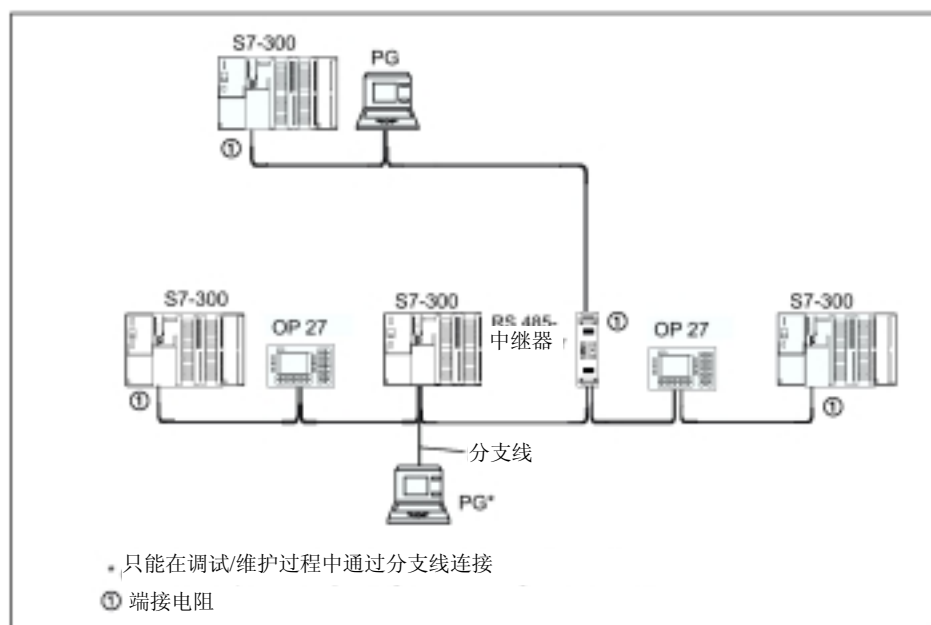 S7-300
PG
①
S7-300
OP 27
S7-300
RS 485-
中继器
①
OP 27
S7-300
①
①
分支线
PG*
* 只能在调试/维护过程中通过分支线连接
① 端接电阻